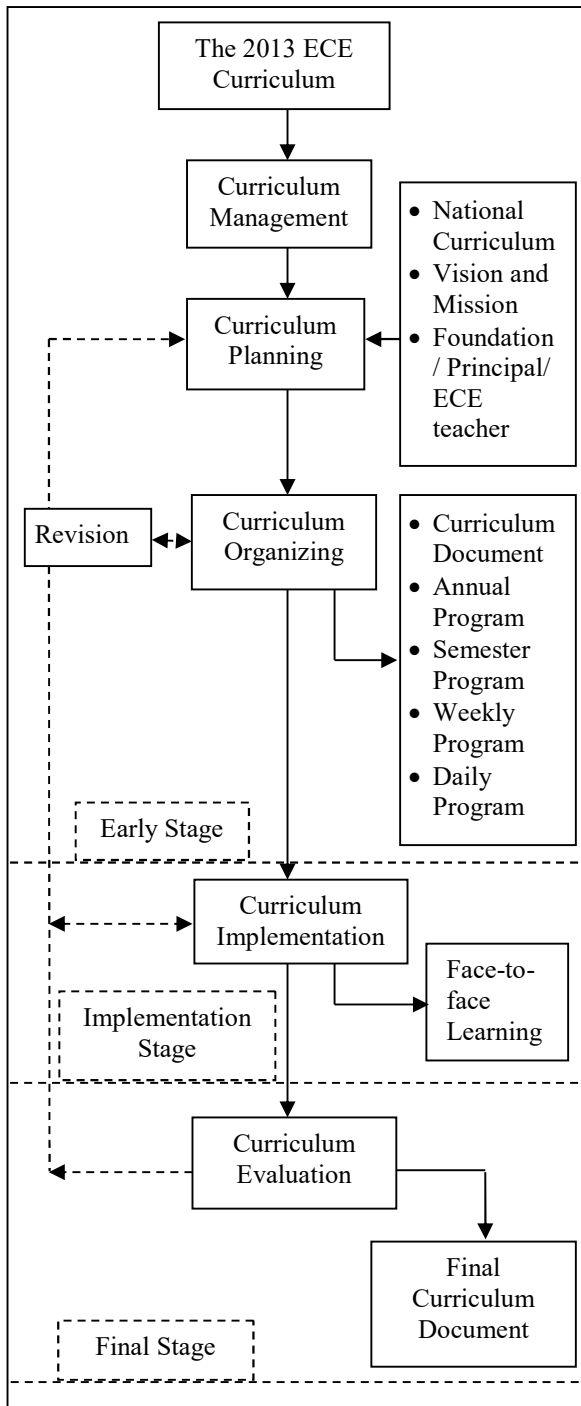 The 2013 ECE
Curriculum
Curriculum
Management
• National
Curriculum
• Vision and
Mission
• Foundation
/ Principal/
ECE
teacher
Curriculum
Planning
Revision
Curriculum
Organizing
• Curriculum
Document
• Annual
Program
• Semester
Program
• Weekly
Program
• Daily
Program
Early Stage
Curriculum
Implementation
Face-to-
face
Learning
Implementation
Stage
Curriculum
Evaluation
Final
Curriculum
Document
Final Stage